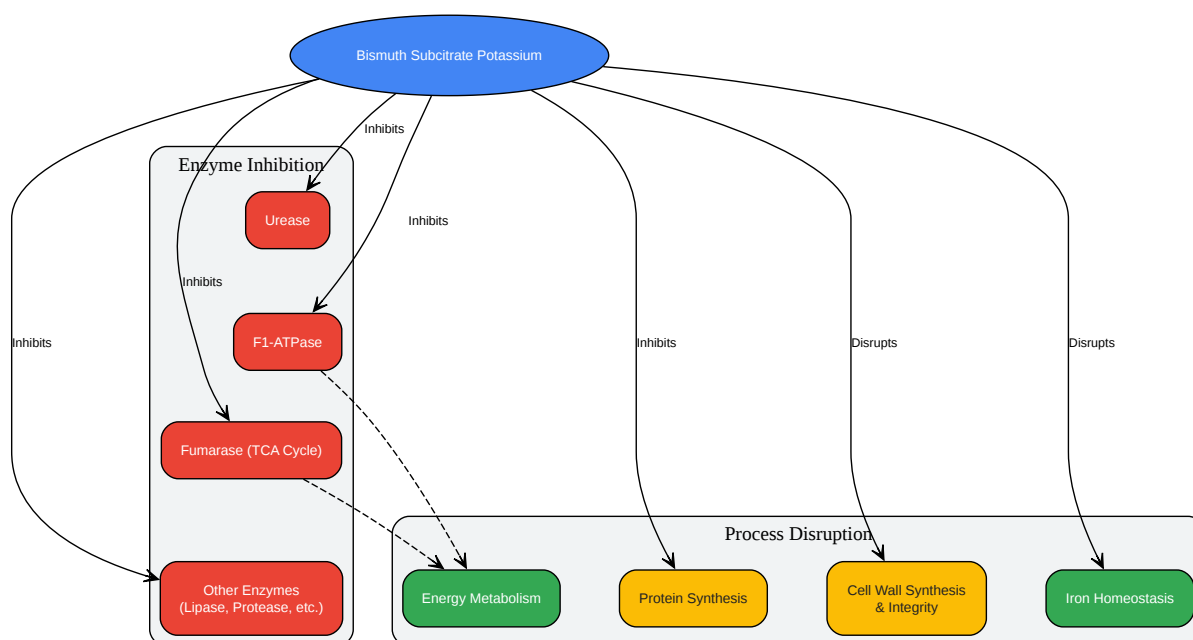 Bismuth Subcitrate Potassium
Inhibits
Enzyme Inhibition
Urease
Inhibits
Inhibits
F1-ATPase
Inhibits
Inhibits
Disrupts
Disrupts
Fumarase (TCA Cycle)
Process Disruption
Other Enzymes
(Lipase, Protease, etc.)
Energy Metabolism
Protein Synthesis
Cell Wall Synthesis
& Integrity
Iron Homeostasis